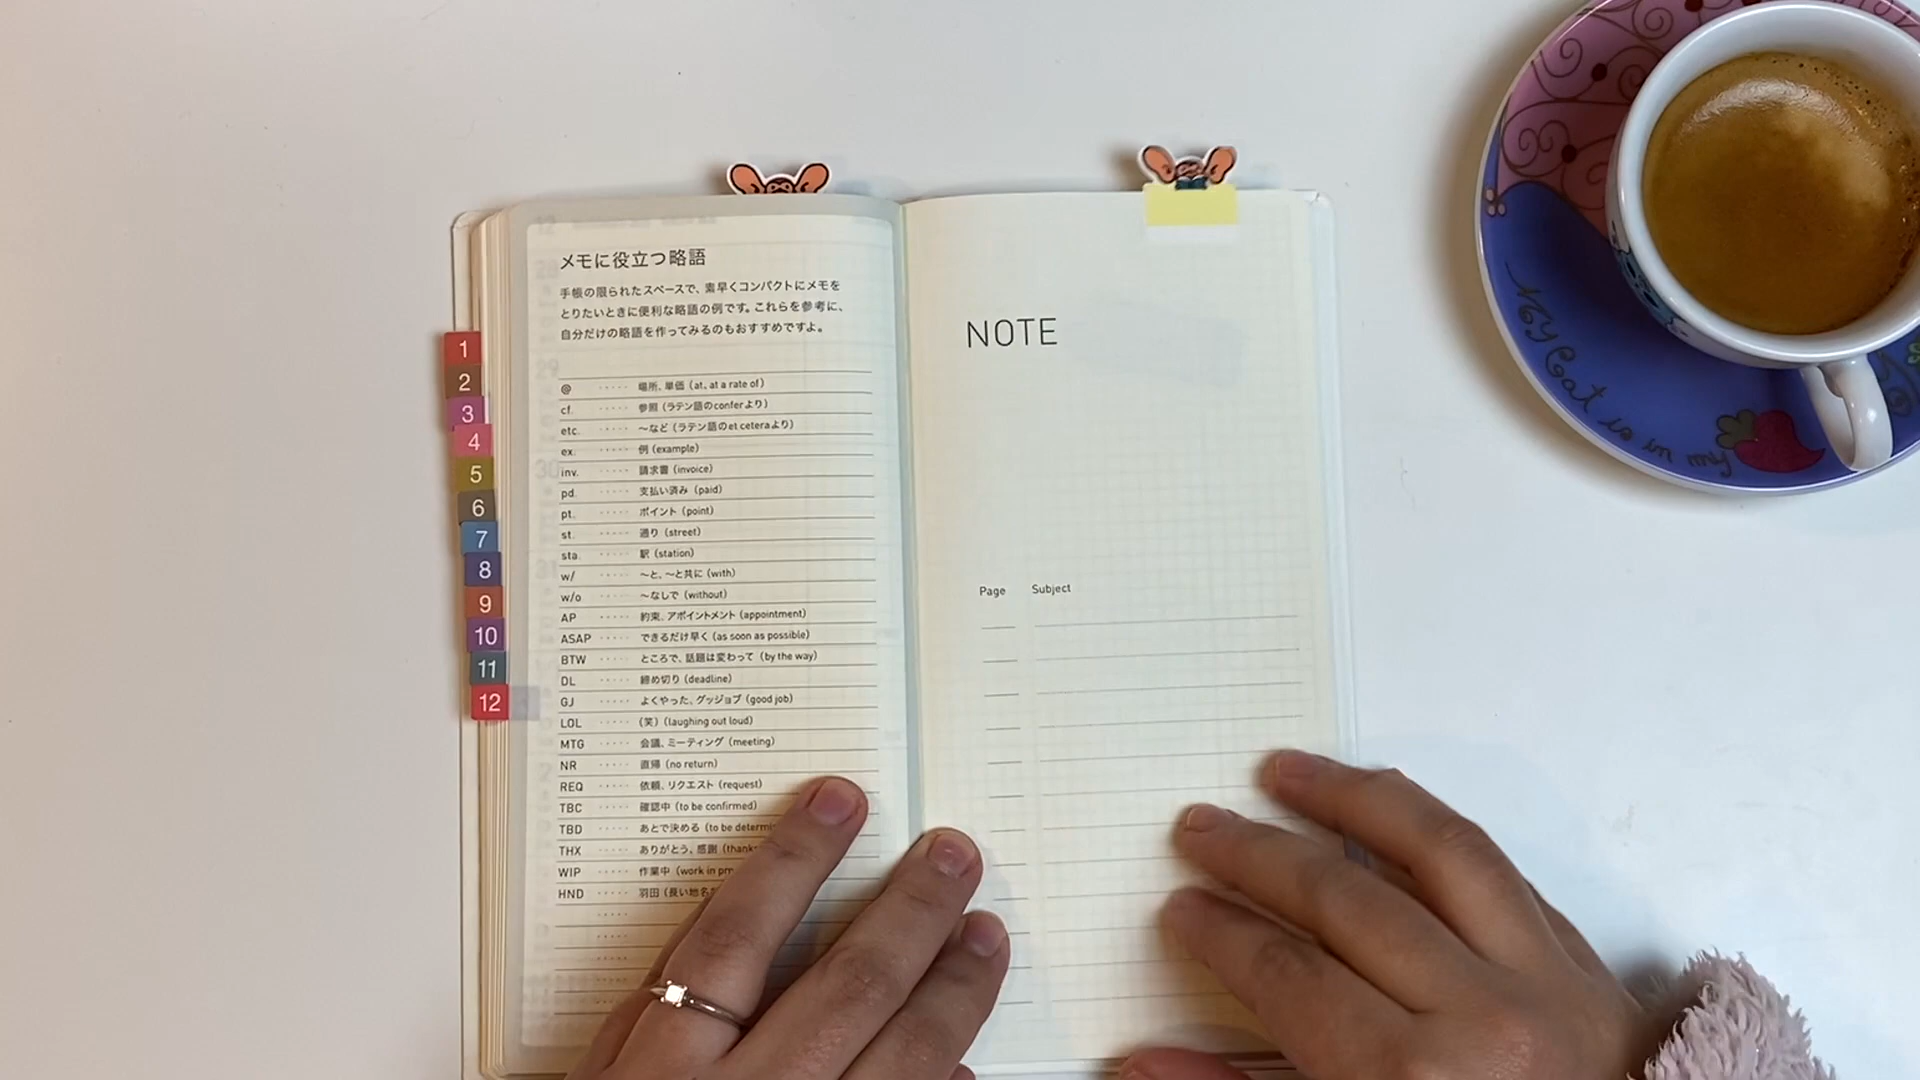 メモに役立つ略語
手帳の限られたスペースで、素早くコンパクトにメモを
とりたいときに便利な略語の例です。これらを参考に、
自分だけの略語を作ってみるのもおすすめですよ。
@ ····· 場所、単価 (at, at a rate of)
cf. ····· 参照 (ラテン語のconferより)
etc. ····· 〜など (ラテン語のet ceteraより)
ex. ····· 例 (example)
inv. ····· 請求書 (invoice)
pd. ····· 支払い済み (paid)
pt. ····· ポイント (point)
st. ····· 通り (street)
sta. ····· 駅 (station)
w/ ····· 〜と、〜と共に (with)
w/o ····· 〜なしで (without)
AP ····· 約束、アポイントメント (appointment)
ASAP ····· できるだけ早く (as soon as possible)
BTW ····· ところで、話題は変わって (by the way)
DL ····· 締め切り (deadline)
GJ ····· よくやった、グッジョブ (good job)
LOL ····· (笑) (laughing out loud)
MTG ····· 会議、ミーティング (meeting)
NR ····· 直帰 (no return)
REQ ····· 依頼、リクエスト (request)
TBC ····· 確認中 (to be confirmed)
TBD ····· あとで決める (to be
THX ····· ありがとう、感謝
WIP ····· 作業中 (work in
HND ····· 羽田 (長い地名
1
2
3
4
5
6
7
8
9
10
11
12
NOTE
Page Subject
My Cat is in my